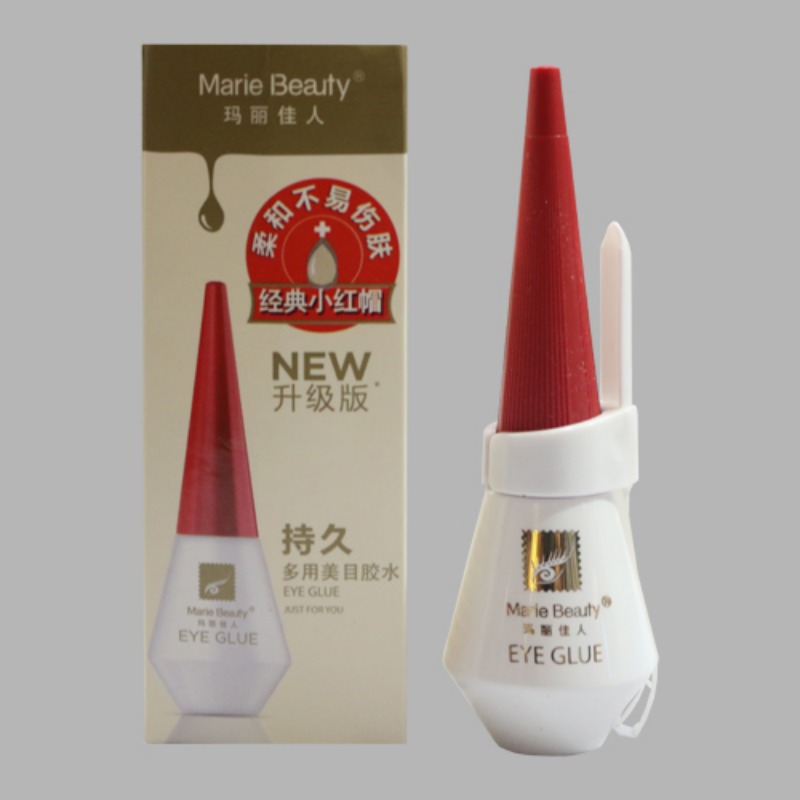 Marie Beauty®
玛丽佳人
柔和不易伤肤
经典小红帽
NEW
升级版
持久
多用美目胶水
EYE GLUE
JUST FOR YOU
Marie Beauty®
玛丽佳人
EYE GLUE
Marie Beauty®
玛丽佳人
EYE GLUE